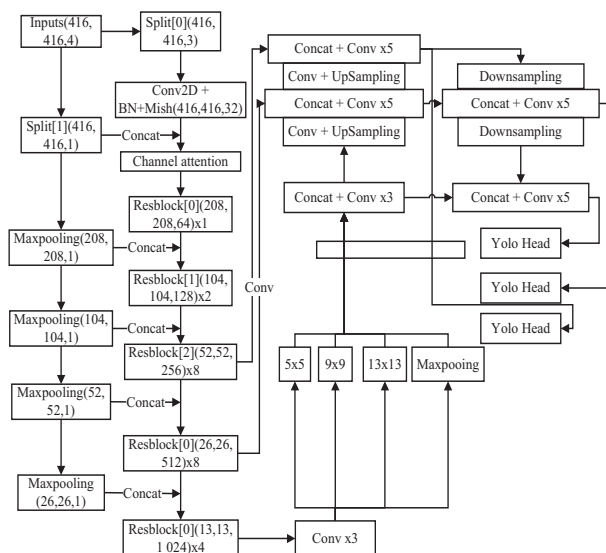 Inputs(416,
416,4)
Split[0](416,
416,3)
Conv2D +
BN+Mish(416,416,32)
Split[1](416,
416,1)
Concat
Channel attention
Resblock[0](208,
208,64)x1
Maxpooling(208,
208,1)
Concat
Resblock[1](104,
104,128)x2
Maxpooling(104,
104,1)
Concat
Resblock[2](52,52,
256)x8
Maxpooling(52,
52,1)
Concat
Resblock[0](26,26,
512)x8
Maxpooling
(26,26,1)
Concat
Resblock[0](13,13,
1 024)x4
Conv
Concat + Conv x5
Conv + UpSampling
Concat + Conv x5
Conv + UpSampling
Concat + Conv x3
5x5
9x9
13x13
Maxpooing
Conv x3
Downsampling
Concat + Conv x5
Downsampling
Concat + Conv x5
Yolo Head
Yolo Head
Yolo Head